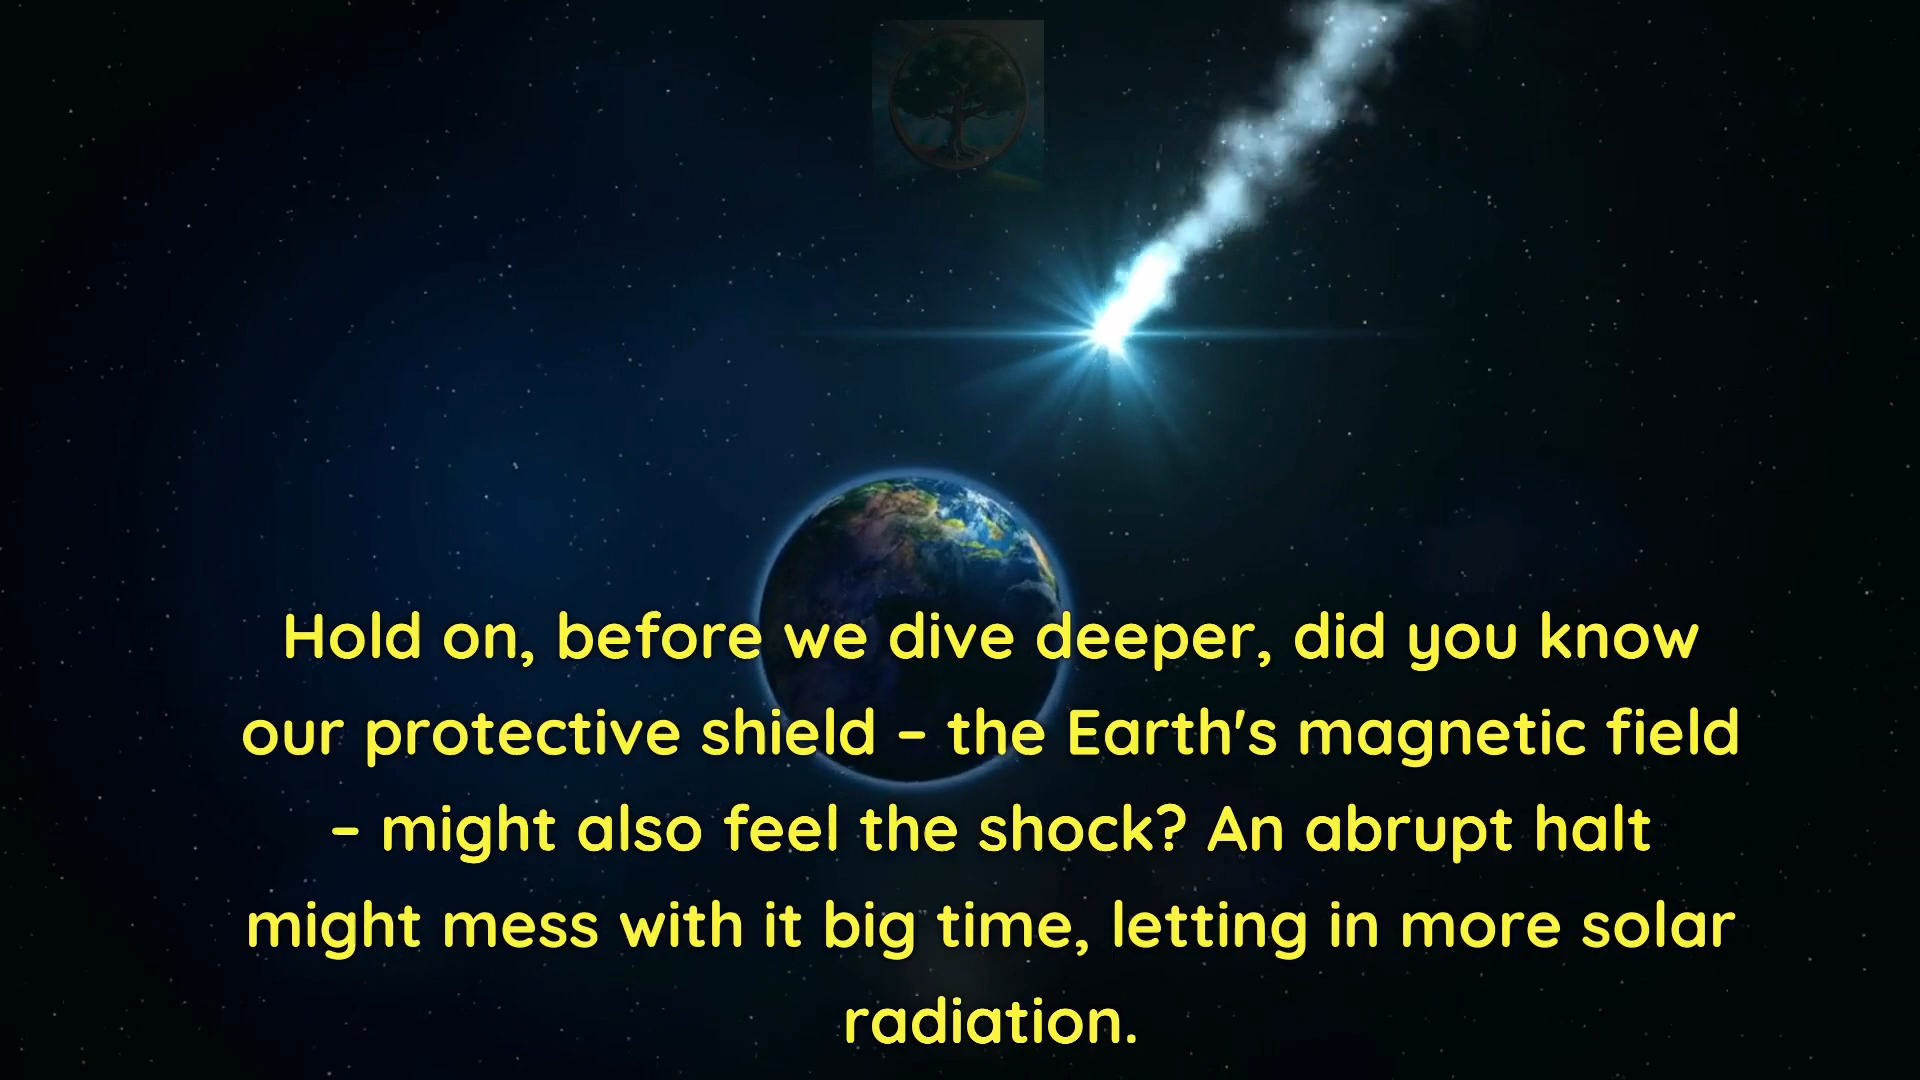 Hold on, before we dive deeper, did you know
our protective shield – the Earth's magnetic field
– might also feel the shock? An abrupt halt
might mess with it big time, letting in more solar
radiation.